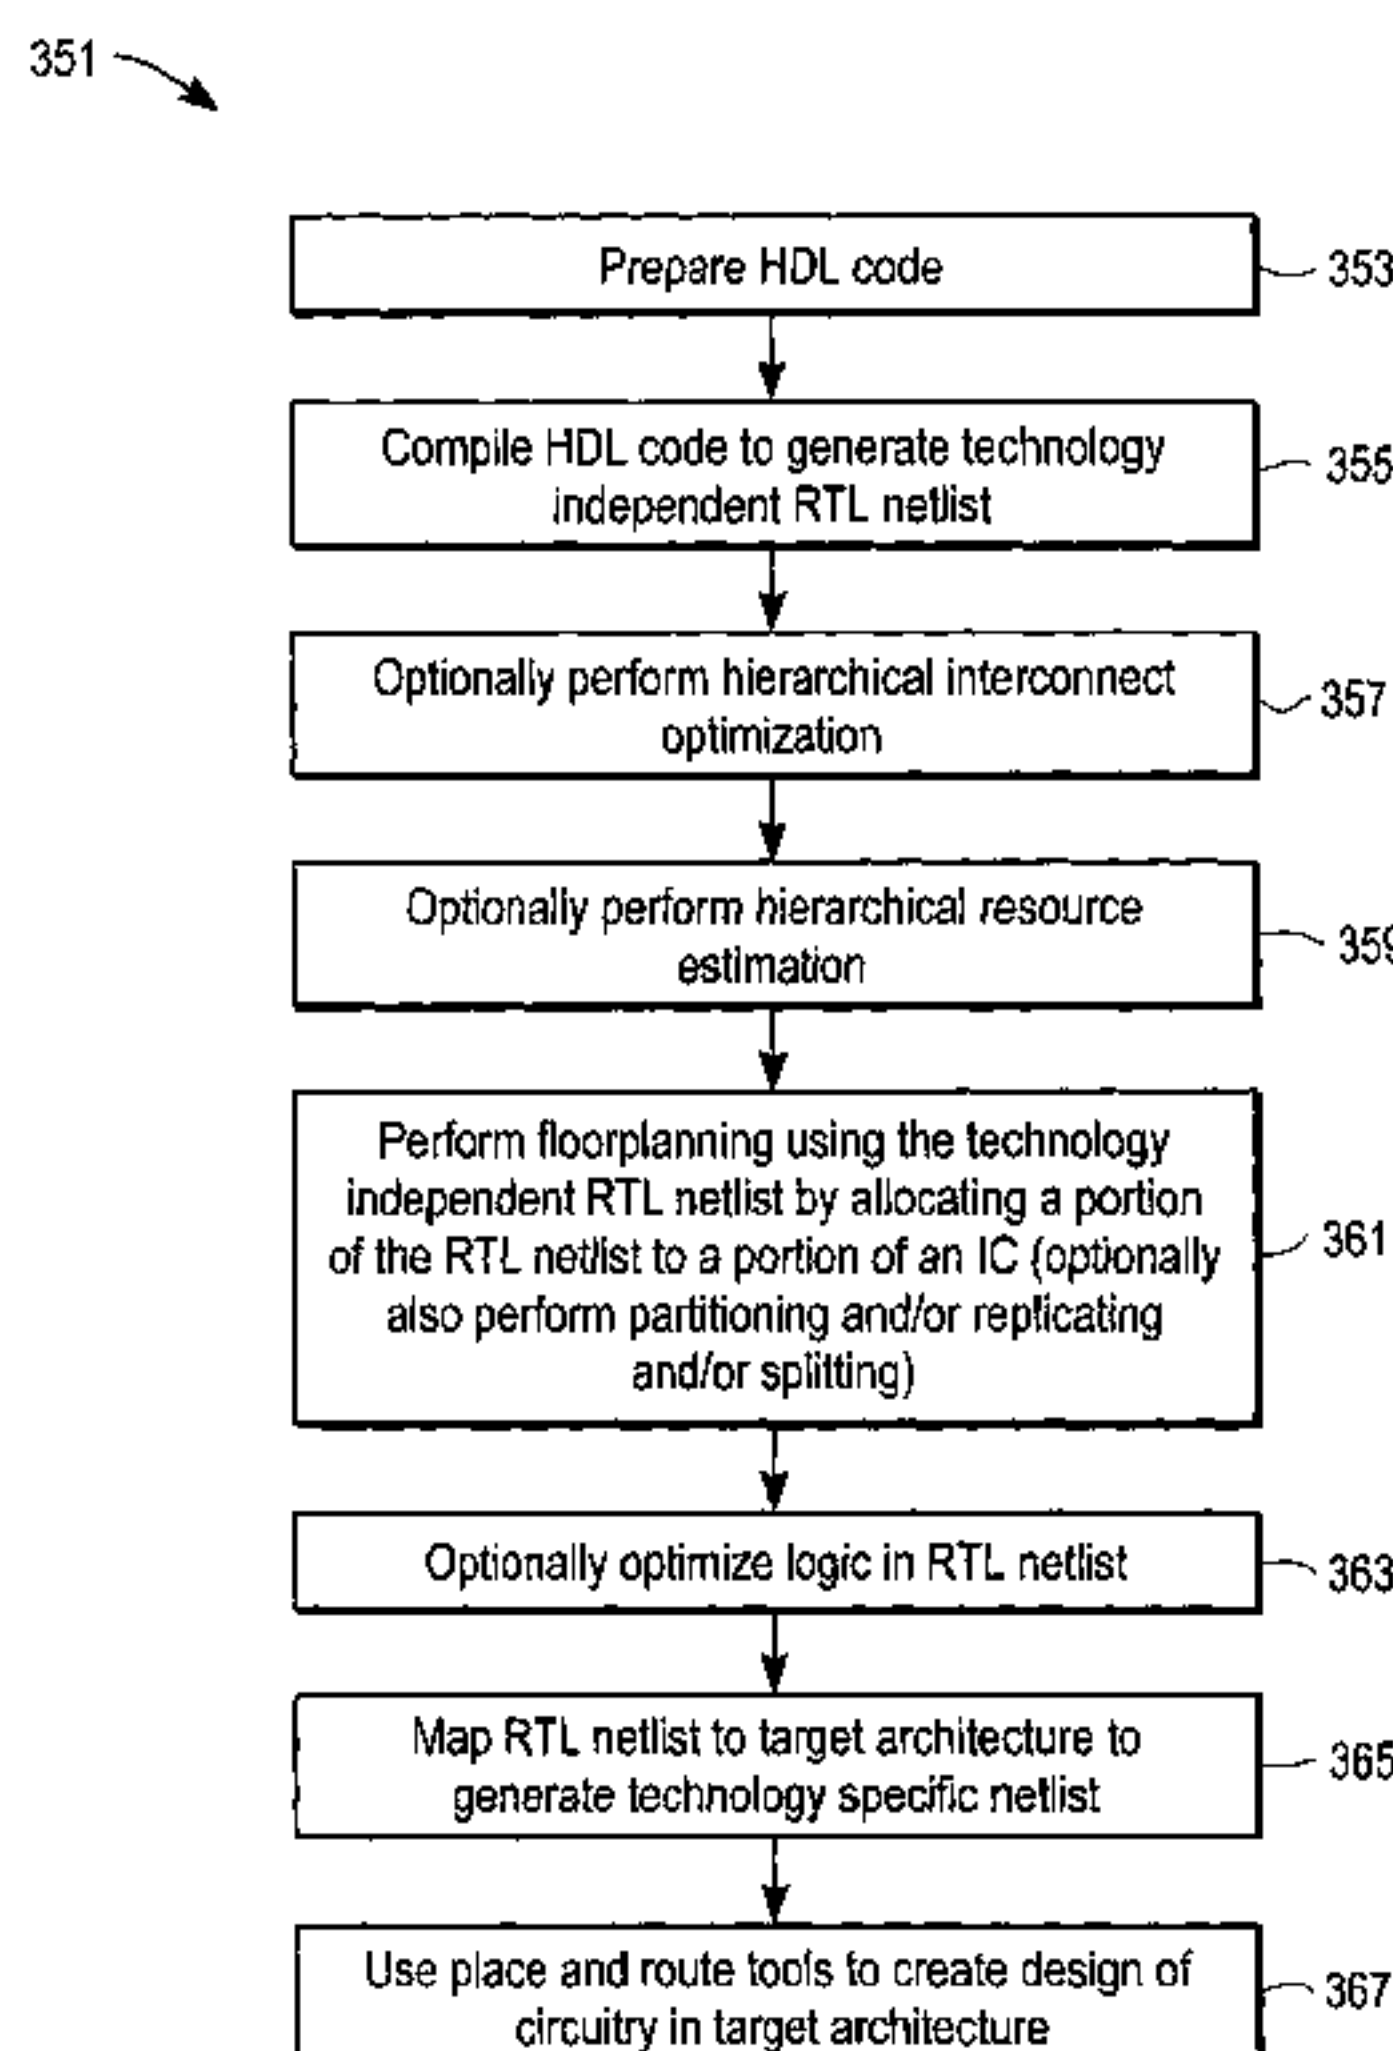 351
Prepare HDL code
353
Compile HDL code to generate technology
independent RTL netlist
355
Optionally perform hierarchical interconnect
optimization
357
Optionally perform hierarchical resource
estimation
359
Perform floorplanning using the technology
independent RTL netlist by allocating a portion
of the RTL netlist to a portion of an IC (optionally
also perform partitioning and/or replicating
and/or splitting)
361
Optionally optimize logic in RTL netlist
363
Map RTL netlist to target architecture to
generate technology specific netlist
365
Use place and route tools to create design of
circuitry in target architecture
367